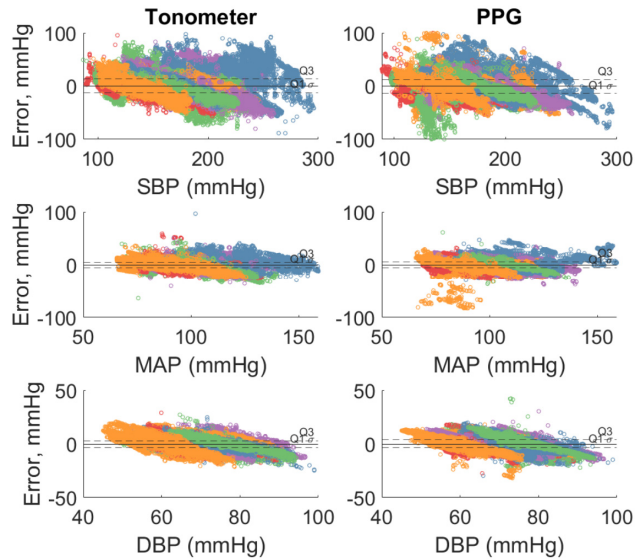 Tonometer PPG
100
Q3
Q1 σ
0
-100
100 200 300
Error, mmHg
SBP (mmHg)
100
Q3
Q1 σ
0
-100
100 200 300
SBP (mmHg)
100
Q3
Q1 σ
0
-100
50 100 150
Error, mmHg
MAP (mmHg)
100
Q3
Q1 σ
0
-100
50 100 150
MAP (mmHg)
50
Q3
Q1 σ
0
-50
40 60 80 100
Error, mmHg
DBP (mmHg)
50
Q3
Q1 σ
0
-50
40 60 80 100
DBP (mmHg)